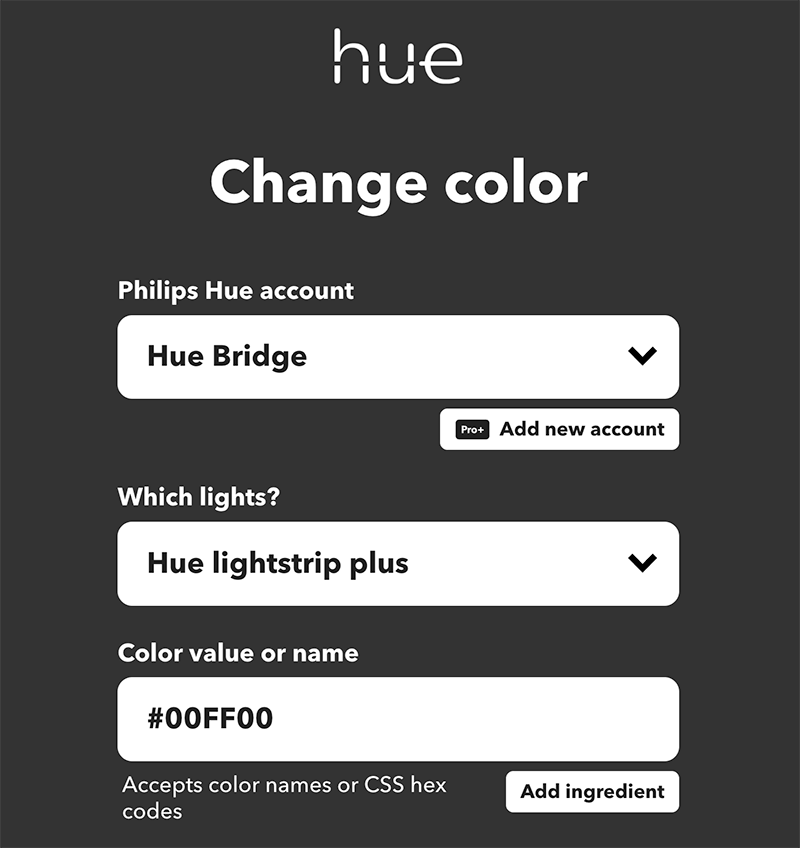 hue
Change color
Philips Hue account
Hue Bridge
Pro+ Add new account
Which lights?
Hue lightstrip plus
Color value or name
#00FF00
Accepts color names or CSS hex
codes
Add ingredient